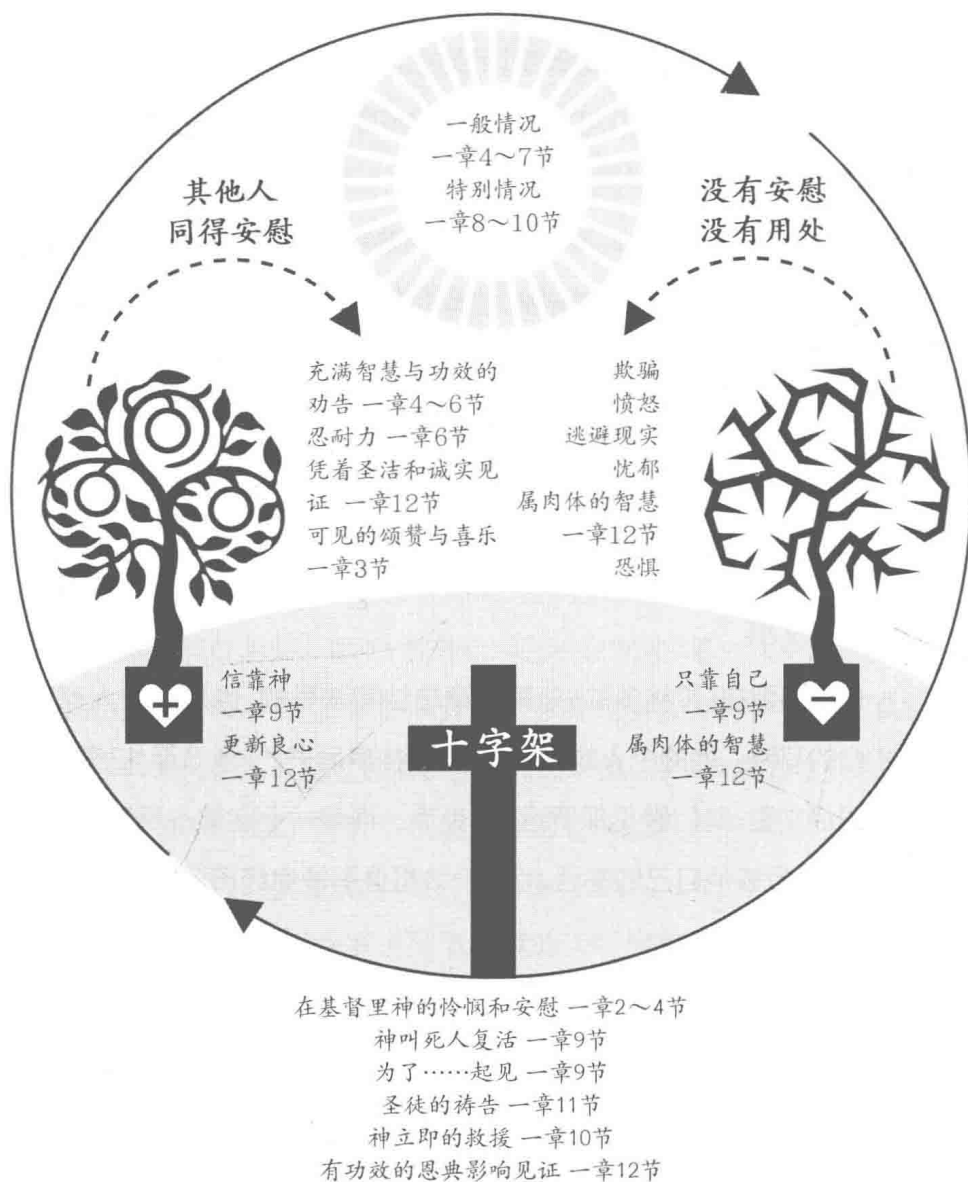 一般情况
一章4～7节
特别情况
一章8～10节
其他人
同得安慰
没有安慰
没有用处
充满智慧与功效的
劝告 一章4～6节
忍耐力 一章6节
凭着圣洁和诚实见
证 一章12节
可见的颂赞与喜乐
一章3节
欺骗
愤怒
逃避现实
忧郁
属肉体的智慧
一章12节
恐惧
信靠神
一章9节
更新良心
一章12节
十字架
只靠自己
一章9节
属肉体的智慧
一章12节
在基督里神的怜悯和安慰 一章2～4节
神叫死人复活 一章9节
为了……起见 一章9节
圣徒的祷告 一章11节
神立即的救援 一章10节
有功效的恩典影响见证 一章12节